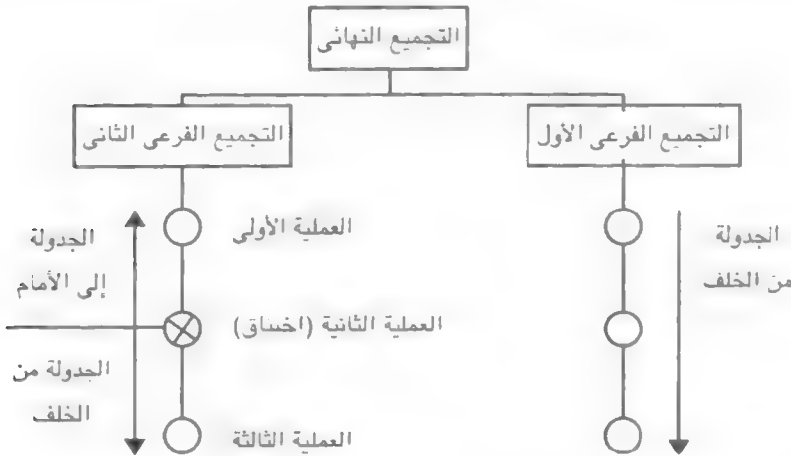 التجميع النهائى
التجميع الفرعى الأول
التجميع الفرعى الثانى
الجدولة
من الخلف
العملية الأولى
الجدولة
إلى الأمام
العملية الثانية (اختناق)
الجدولة من
الخلف
العملية الثالثة